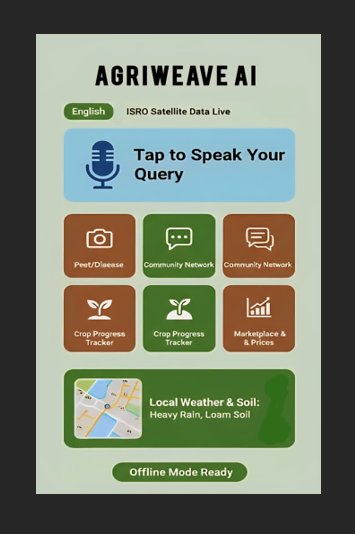 AGRIWEAVE AI
English
ISRO Satellite Data Live
Tap to Speak Your
Query
Peet/Disease
Community Network
Community Network
Crop Progress
Tracker
Crop Progress
Tracker
Marketplace &
& Prices
Local Weather & Soil:
Heavy Rain, Loam Soil
Offline Mode Ready